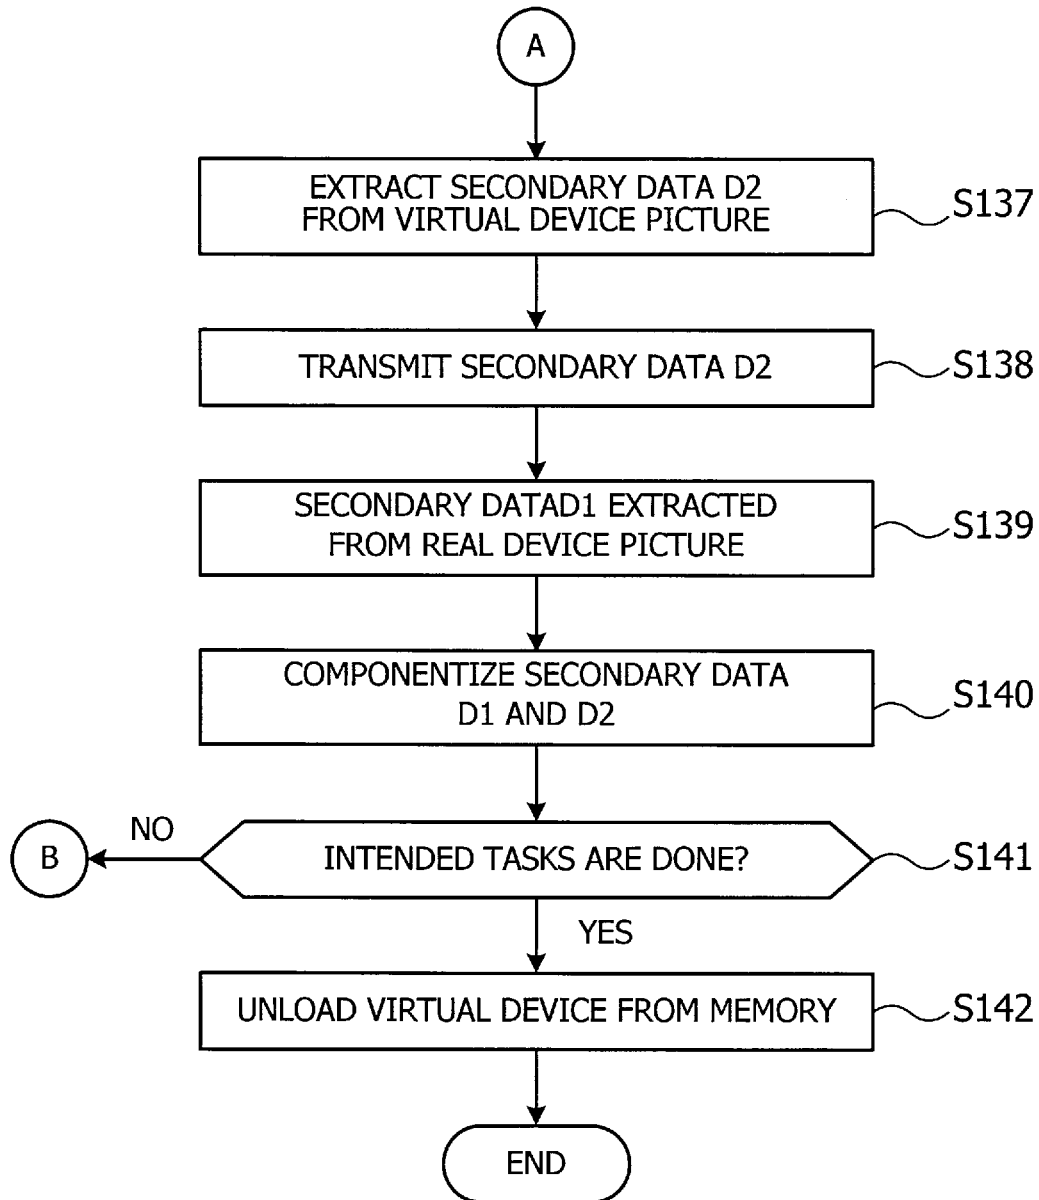 A
EXTRACT SECONDARY DATA D2
FROM VIRTUAL DEVICE PICTURE
S137
TRANSMIT SECONDARY DATA D2
S138
SECONDARY DATAD1 EXTRACTED
FROM REAL DEVICE PICTURE
S139
COMPONENTIZE SECONDARY DATA
D1 AND D2
S140
NO
B
INTENDED TASKS ARE DONE?
S141
YES
UNLOAD VIRTUAL DEVICE FROM MEMORY
S142
END